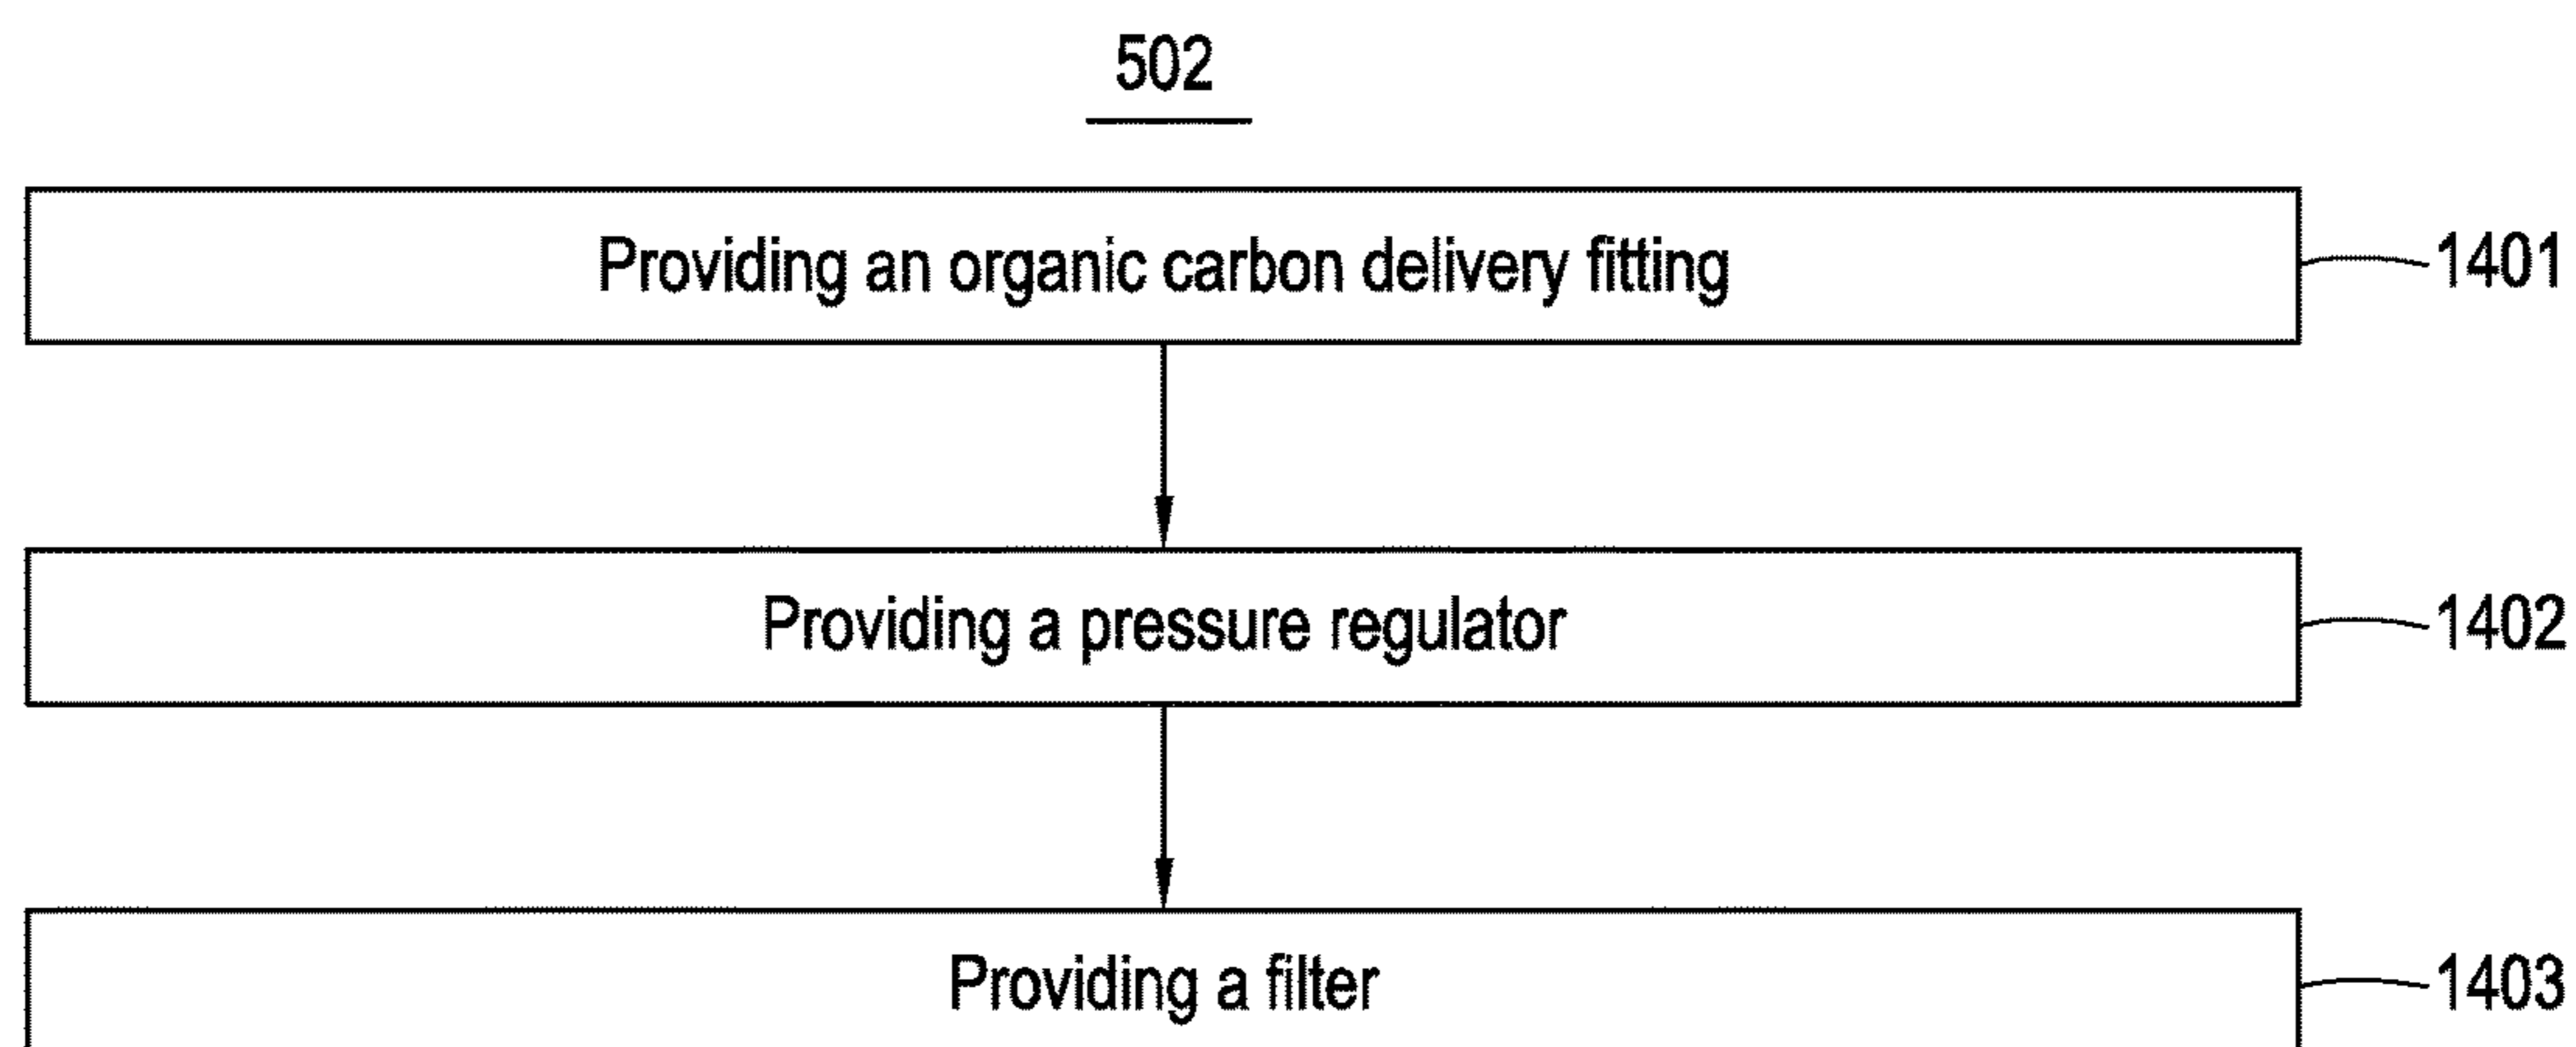 502
Providing an organic carbon delivery fitting 1401
Providing a pressure regulator 1402
Providing a filter 1403